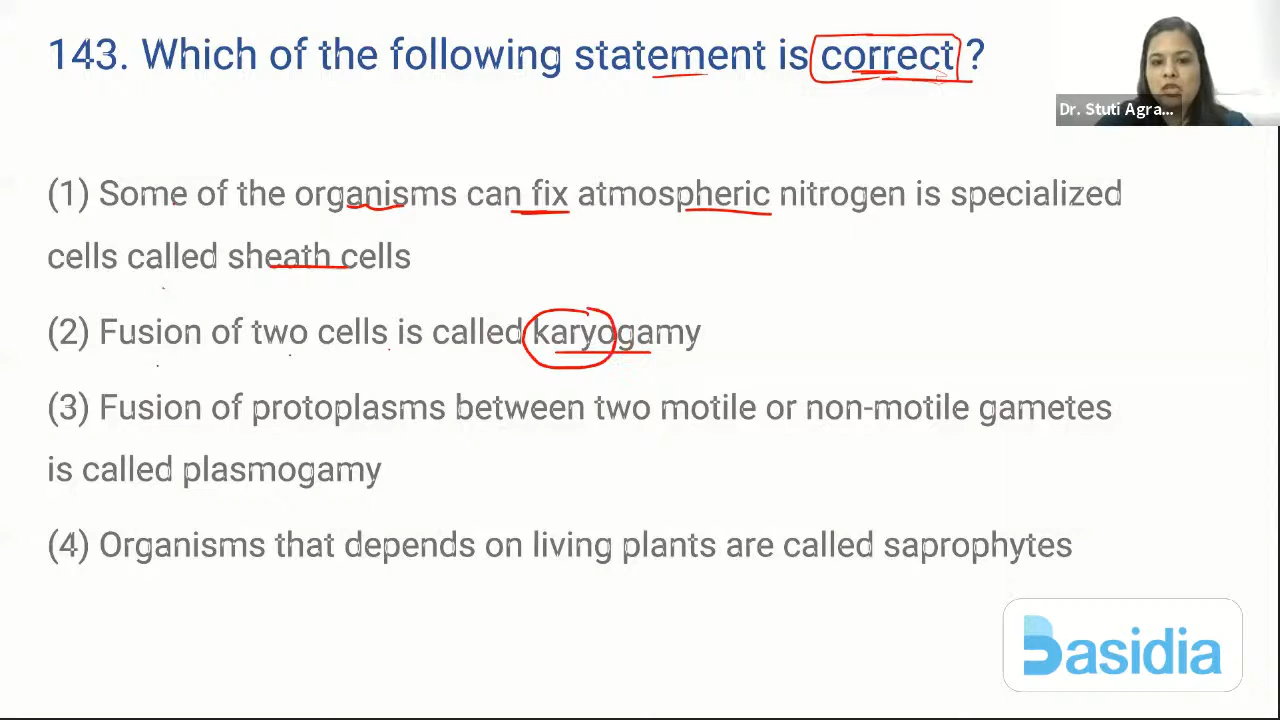 143. Which of the following statement is correct ?
Dr. Stuti Agra...
(1) Some of the organisms can fix atmospheric nitrogen is specialized
cells called sheath cells
(2) Fusion of two cells is called karyogamy
(3) Fusion of protoplasms between two motile or non-motile gametes
is called plasmogamy
(4) Organisms that depends on living plants are called saprophytes
Basidia